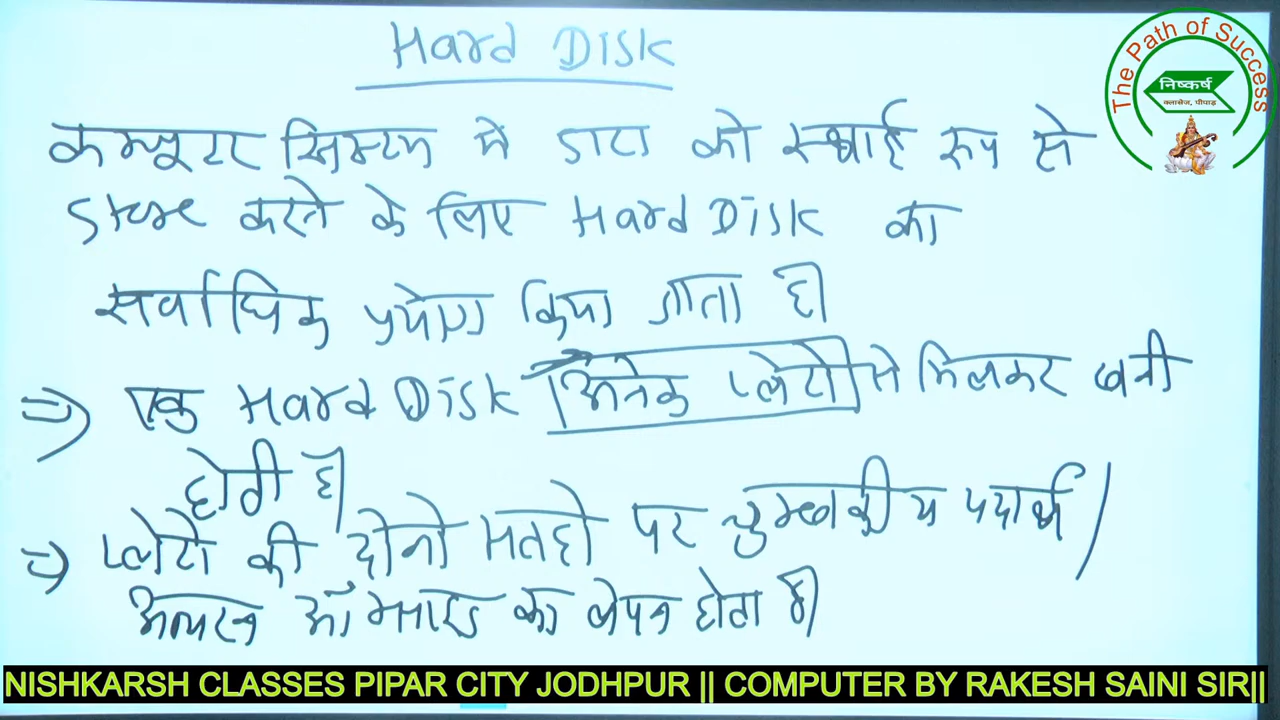 Hard Disk
कम्प्यूटर सिस्टम मे डाटा को स्थाई रूप से
Store करने के लिए Hard Disk का
सर्वाधिक प्रयोग किया जाता है।
⇒ एक Hard Disk अनेक प्लेटो से मिलकर बनी
होती है।
⇒ प्लेटो की दोनो सतहो पर चुम्बकीय पदार्थ /
आयरन ऑक्साइड का लेपन होता है।
The Path of Success
निष्कर्ष
क्लासेज, पीपाड़
NISHKARSH CLASSES PIPAR CITY JODHPUR || COMPUTER BY RAKESH SAINI SIR||